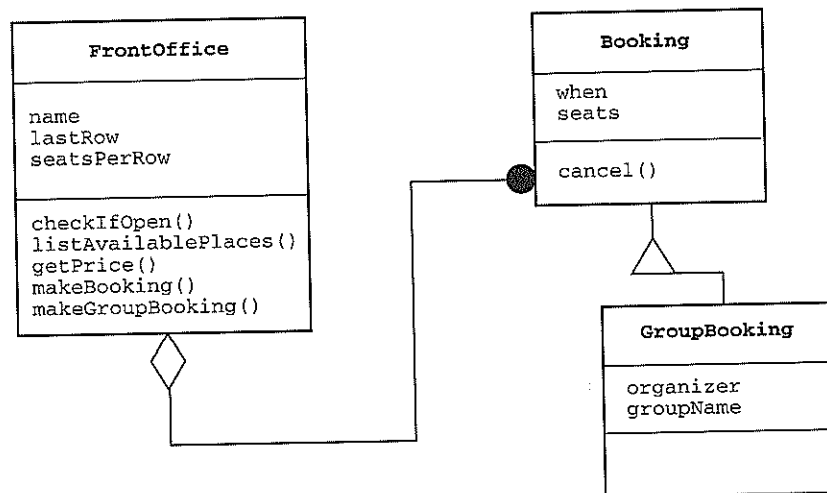 FrontOffice
name
lastRow
seatsPerRow
checkIfOpen()
listAvailablePlaces()
getPrice()
makeBooking()
makeGroupBooking()
Booking
when
seats
cancel()
GroupBooking
organizer
groupName